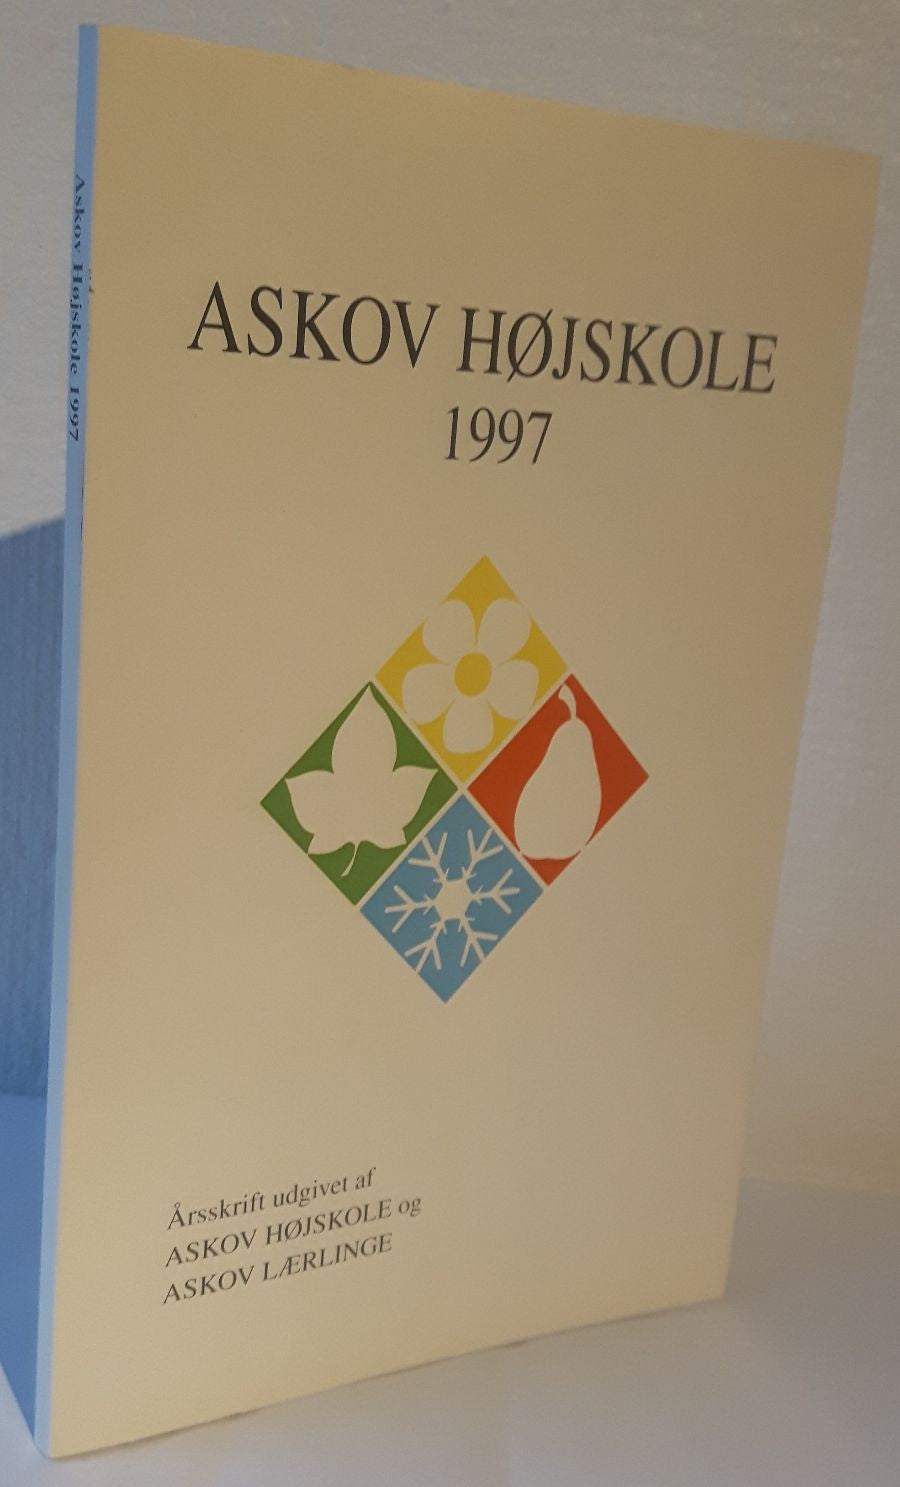 ASKOV HØJSKOLE
1997
Årsskrift udgivet af
ASKOV HØJSKOLE og
ASKOV LÆRLINGE
Askov Højskole 1997